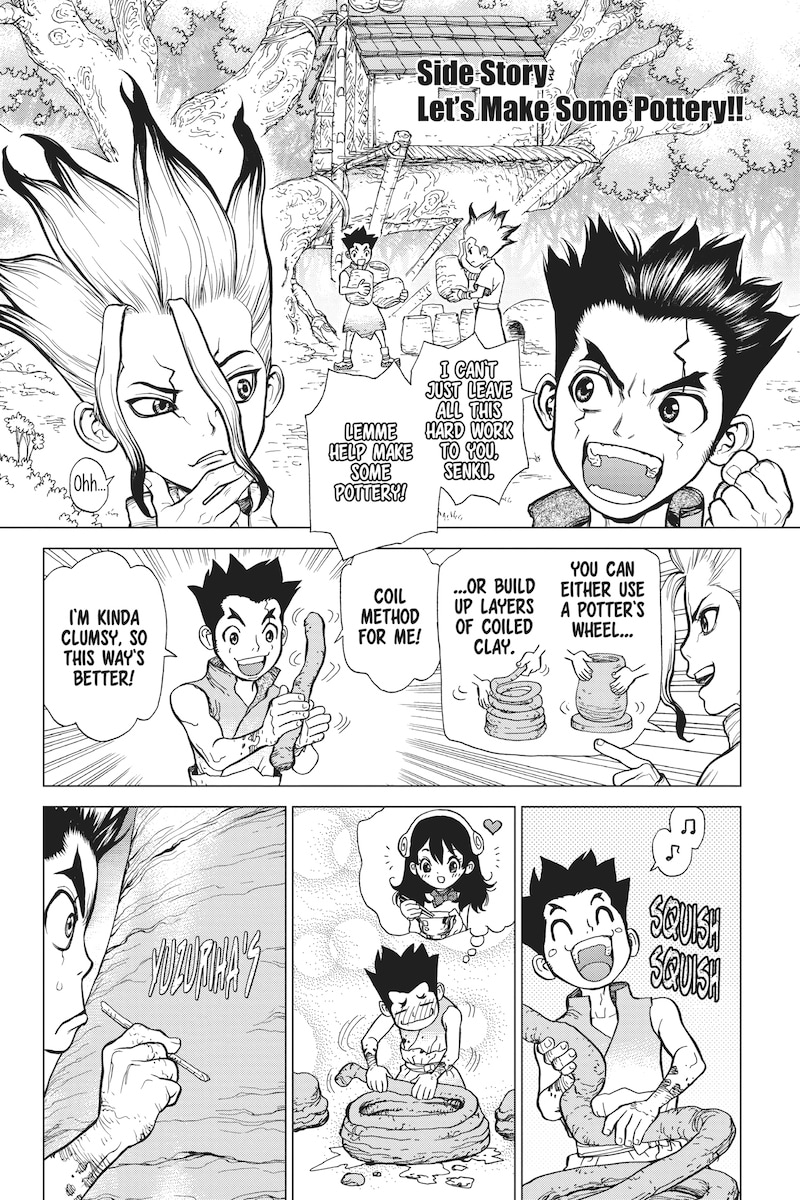 Side Story
Let's Make Some Pottery!!
I CAN'T
JUST LEAVE
ALL THIS
HARD WORK
TO YOU,
SENKU.
LEMME
HELP MAKE
SOME
POTTERY!
Ohh...
YOU CAN
EITHER USE
A POTTER'S
WHEEL...
...OR BUILD
UP LAYERS
OF COILED
CLAY.
COIL
METHOD
FOR ME!
I'M KINDA
CLUMSY, SO
THIS WAY'S
BETTER!
SQUISH
SQUISH
YUZURIHA'S